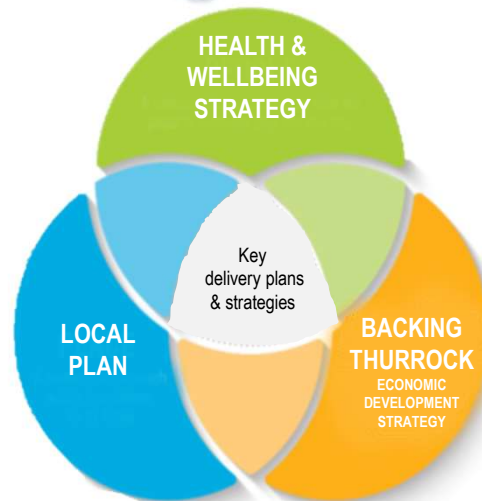 HEALTH &
WELLBEING
STRATEGY
Key
delivery plans
& strategies
LOCAL
PLAN
BACKING
THURROCK
ECONOMIC
DEVELOPMENT
STRATEGY